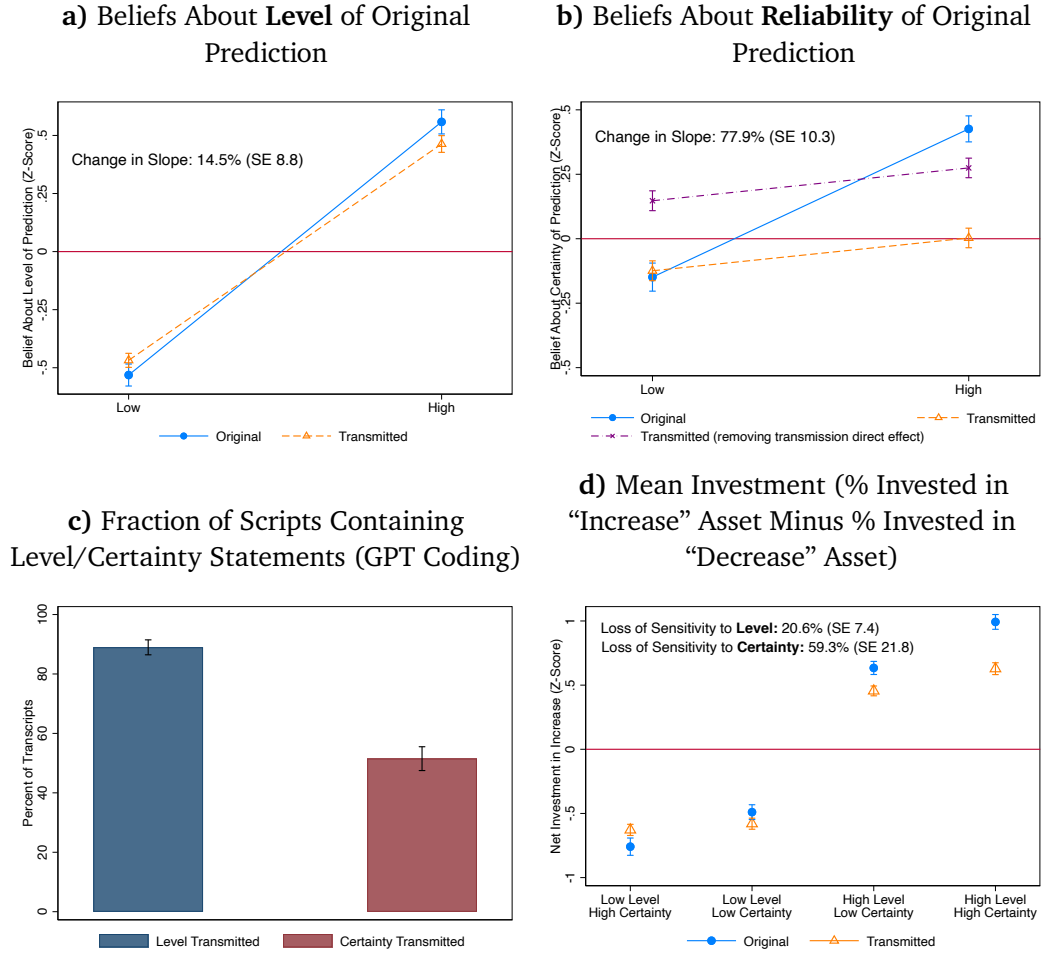 a) Beliefs About Level of Original
Prediction
Belief About Level of Prediction (Z-Score)
.5
.25
0
-.25
-.5
Change in Slope: 14.5% (SE 8.8)
Low
High
Original
Transmitted
b) Beliefs About Reliability of Original
Prediction
Belief About Certainty of Prediction (Z-Score)
.5
.25
0
-.25
-.5
Change in Slope: 77.9% (SE 10.3)
Low
High
Original
Transmitted
Transmitted (removing transmission direct effect)
c) Fraction of Scripts Containing
Level/Certainty Statements (GPT Coding)
Percent of Transcripts
100
80
60
40
20
0
Level Transmitted
Certainty Transmitted
d) Mean Investment (% Invested in
“Increase” Asset Minus % Invested in
“Decrease” Asset)
Net Investment in Increase (Z-Score)
1
.5
0
-.5
-1
Loss of Sensitivity to Level: 20.6% (SE 7.4)
Loss of Sensitivity to Certainty: 59.3% (SE 21.8)
Low Level
High Certainty
Low Level
Low Certainty
High Level
Low Certainty
High Level
High Certainty
Original
Transmitted